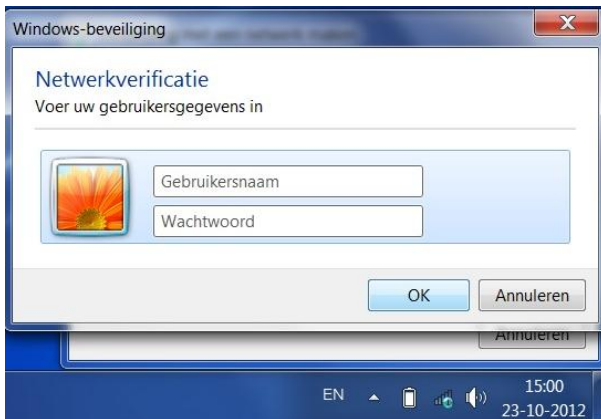 Windows-beveiliging
Netwerkverificatie
Voer uw gebruikersgegevens in
Gebruikersnaam
Wachtwoord
OK
Annuleren
Annuleren
EN
15:00
23-10-2012